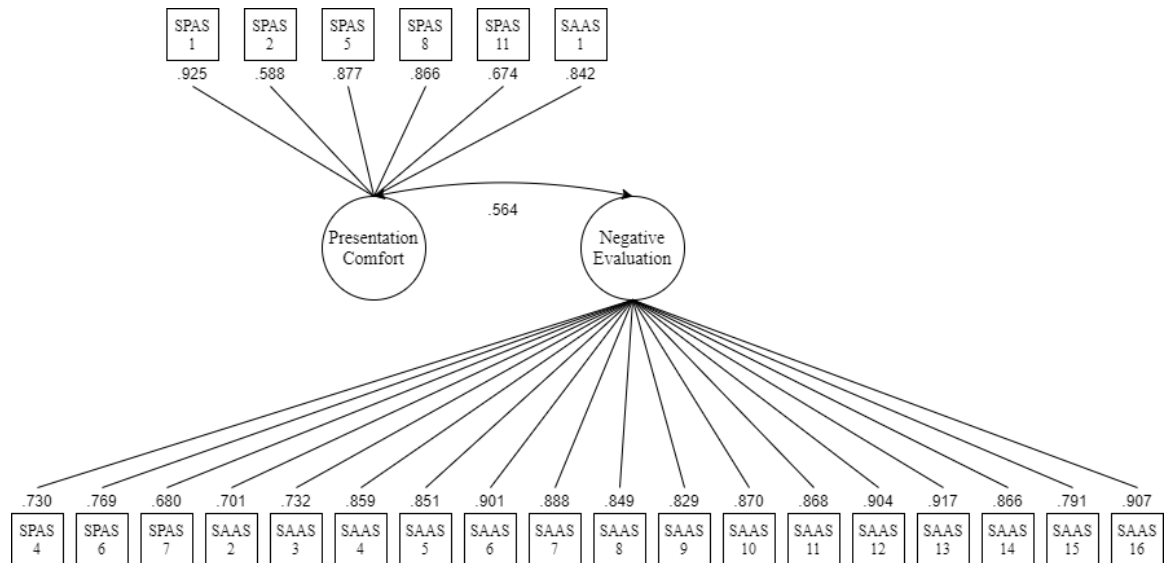 SPAS SPAS SPAS SPAS SPAS SAAS
1 2 5 8 11 1
.925 .588 .877 .866 .674 .842
.564
Presentation Negative
Comfort Evaluation
.730 .769 .680 .701 .732 .859 .851 .901 .888 .849 .829 .870 .868 .904 .917 .866 .791 .907
SPAS SPAS SPAS SAAS SAAS SAAS SAAS SAAS SAAS SAAS SAAS SAAS SAAS SAAS SAAS SAAS SAAS SAAS
4 6 7 2 3 4 5 6 7 8 9 10 11 12 13 14 15 16